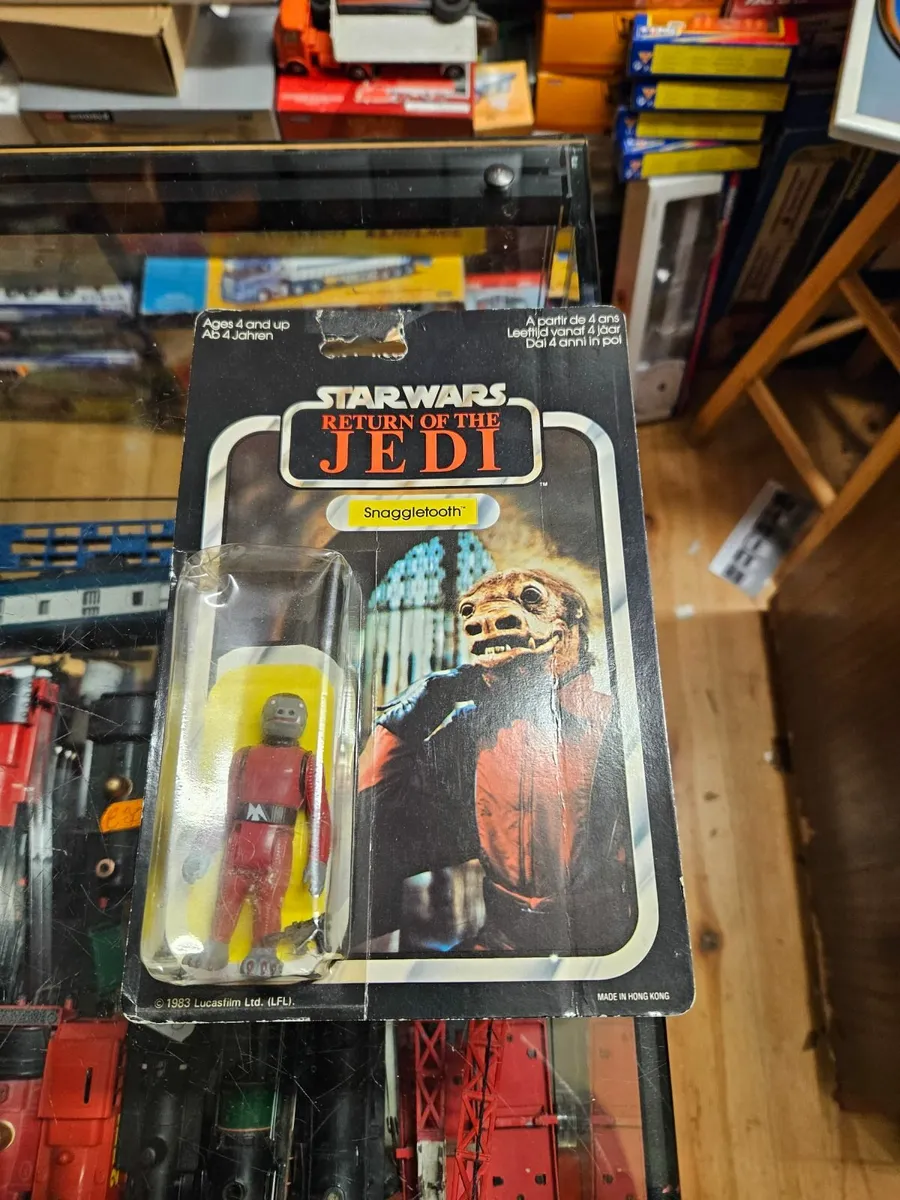 Ages 4 and up
Ab 4 Jahren
A partir de 4 ans
Leeftijd vanaf 4 jaar
Dai 4 anni in poi
STAR WARS
RETURN OF THE
JEDI
TM
Snaggletooth
© 1983 Lucasfilm Ltd. (LFL).
MADE IN HONG KONG